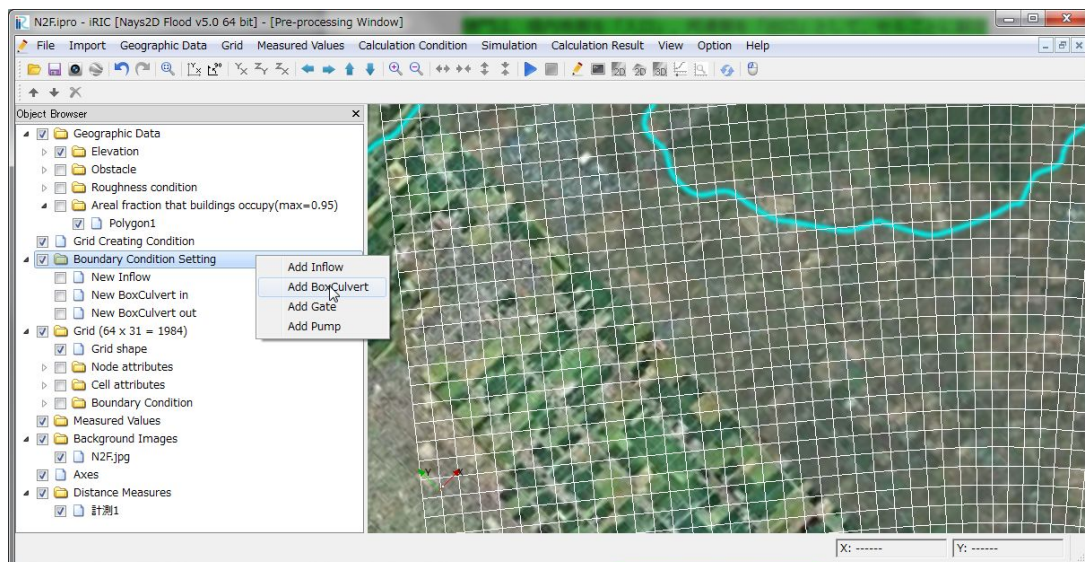 N2F.ipro - iRIC [Nays2D Flood v5.0 64 bit] - [Pre-processing Window]
File Import Geographic Data Grid Measured Values Calculation Condition Simulation Calculation Result View Option Help
Object Browser
Geographic Data
Elevation
Obstacle
Roughness condition
Areal fraction that buildings occupy(max=0.95)
Polygon1
Grid Creating Condition
Boundary Condition Setting
New Inflow
New BoxCulvert in
New BoxCulvert out
Grid (64 x 31 = 1984)
Grid shape
Node attributes
Cell attributes
Boundary Condition
Measured Values
Background Images
N2F.jpg
Axes
Distance Measures
計測1
Add Inflow
Add BoxCulvert
Add Gate
Add Pump
X: ------
Y: ------